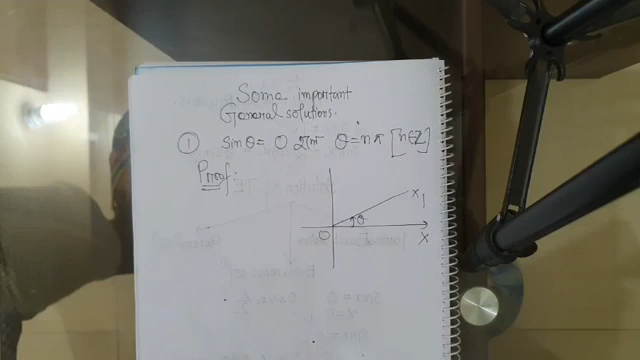 Some important
General solutions.
① sin θ = 0 θ = nπ [n∈Z]
Proof:
X₁
θ
O
X